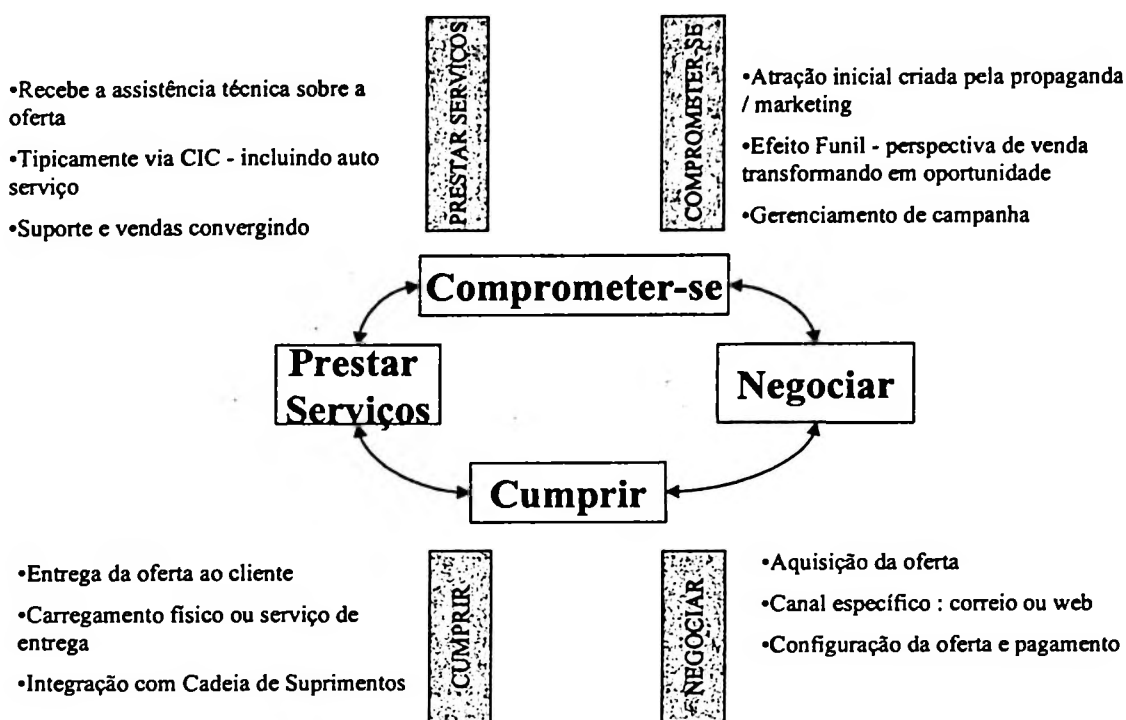 PRESTAR SERVIÇOS
COMPROMETER-SE
•Recebe a assistência técnica sobre a
oferta
•Tipicamente via CIC - incluindo auto
serviço
•Suporte e vendas convergindo
•Atração inicial criada pela propaganda
/ marketing
•Efeito Funil - perspectiva de venda
transformando em oportunidade
•Gerenciamento de campanha
Comprometer-se
Prestar
Serviços
Negociar
Cumprir
•Entrega da oferta ao cliente
•Carregamento físico ou serviço de
entrega
•Integração com Cadeia de Suprimentos
CUMPRIR
NEGOCIAR
•Aquisição da oferta
•Canal específico : correio ou web
•Configuração da oferta e pagamento